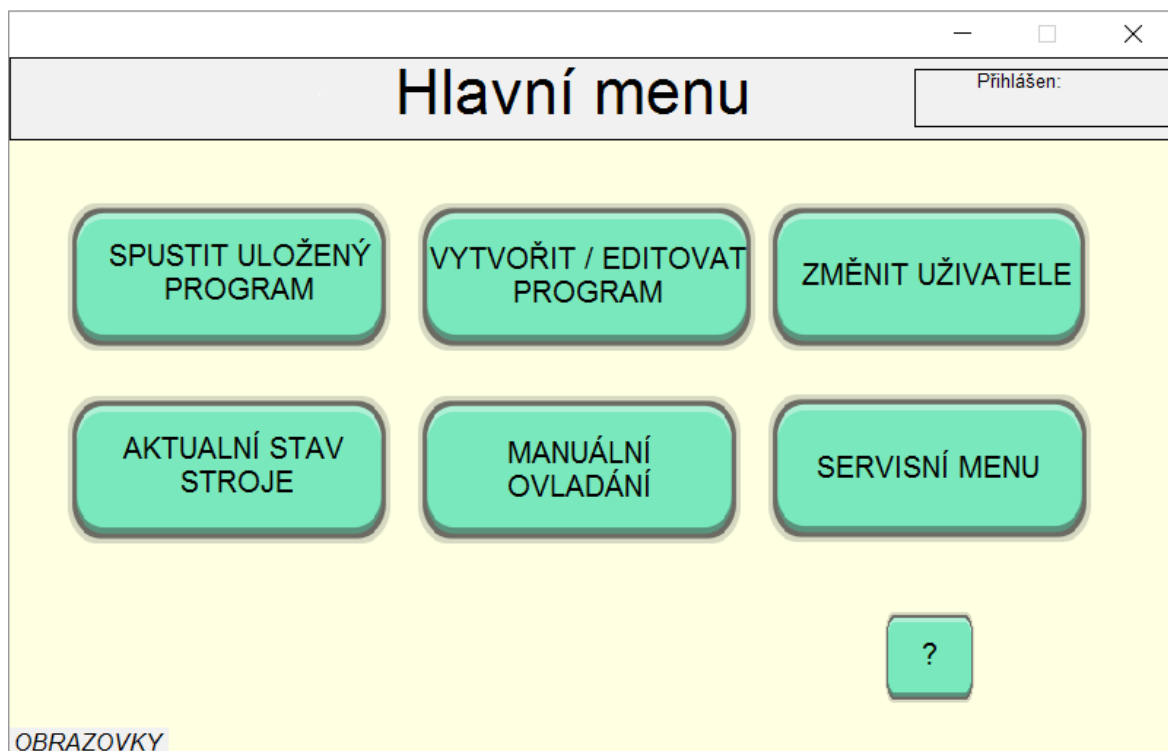 Hlavní menu
Přihlášen:
SPUSTIT ULOŽENÝ
PROGRAM
VYTVOŘIT / EDITOVAT
PROGRAM
ZMĚNIT UŽIVATELE
AKTUALNÍ STAV
STROJE
MANUÁLNÍ
OVLADÁNÍ
SERVISNÍ MENU
?
OBRAZOVKY